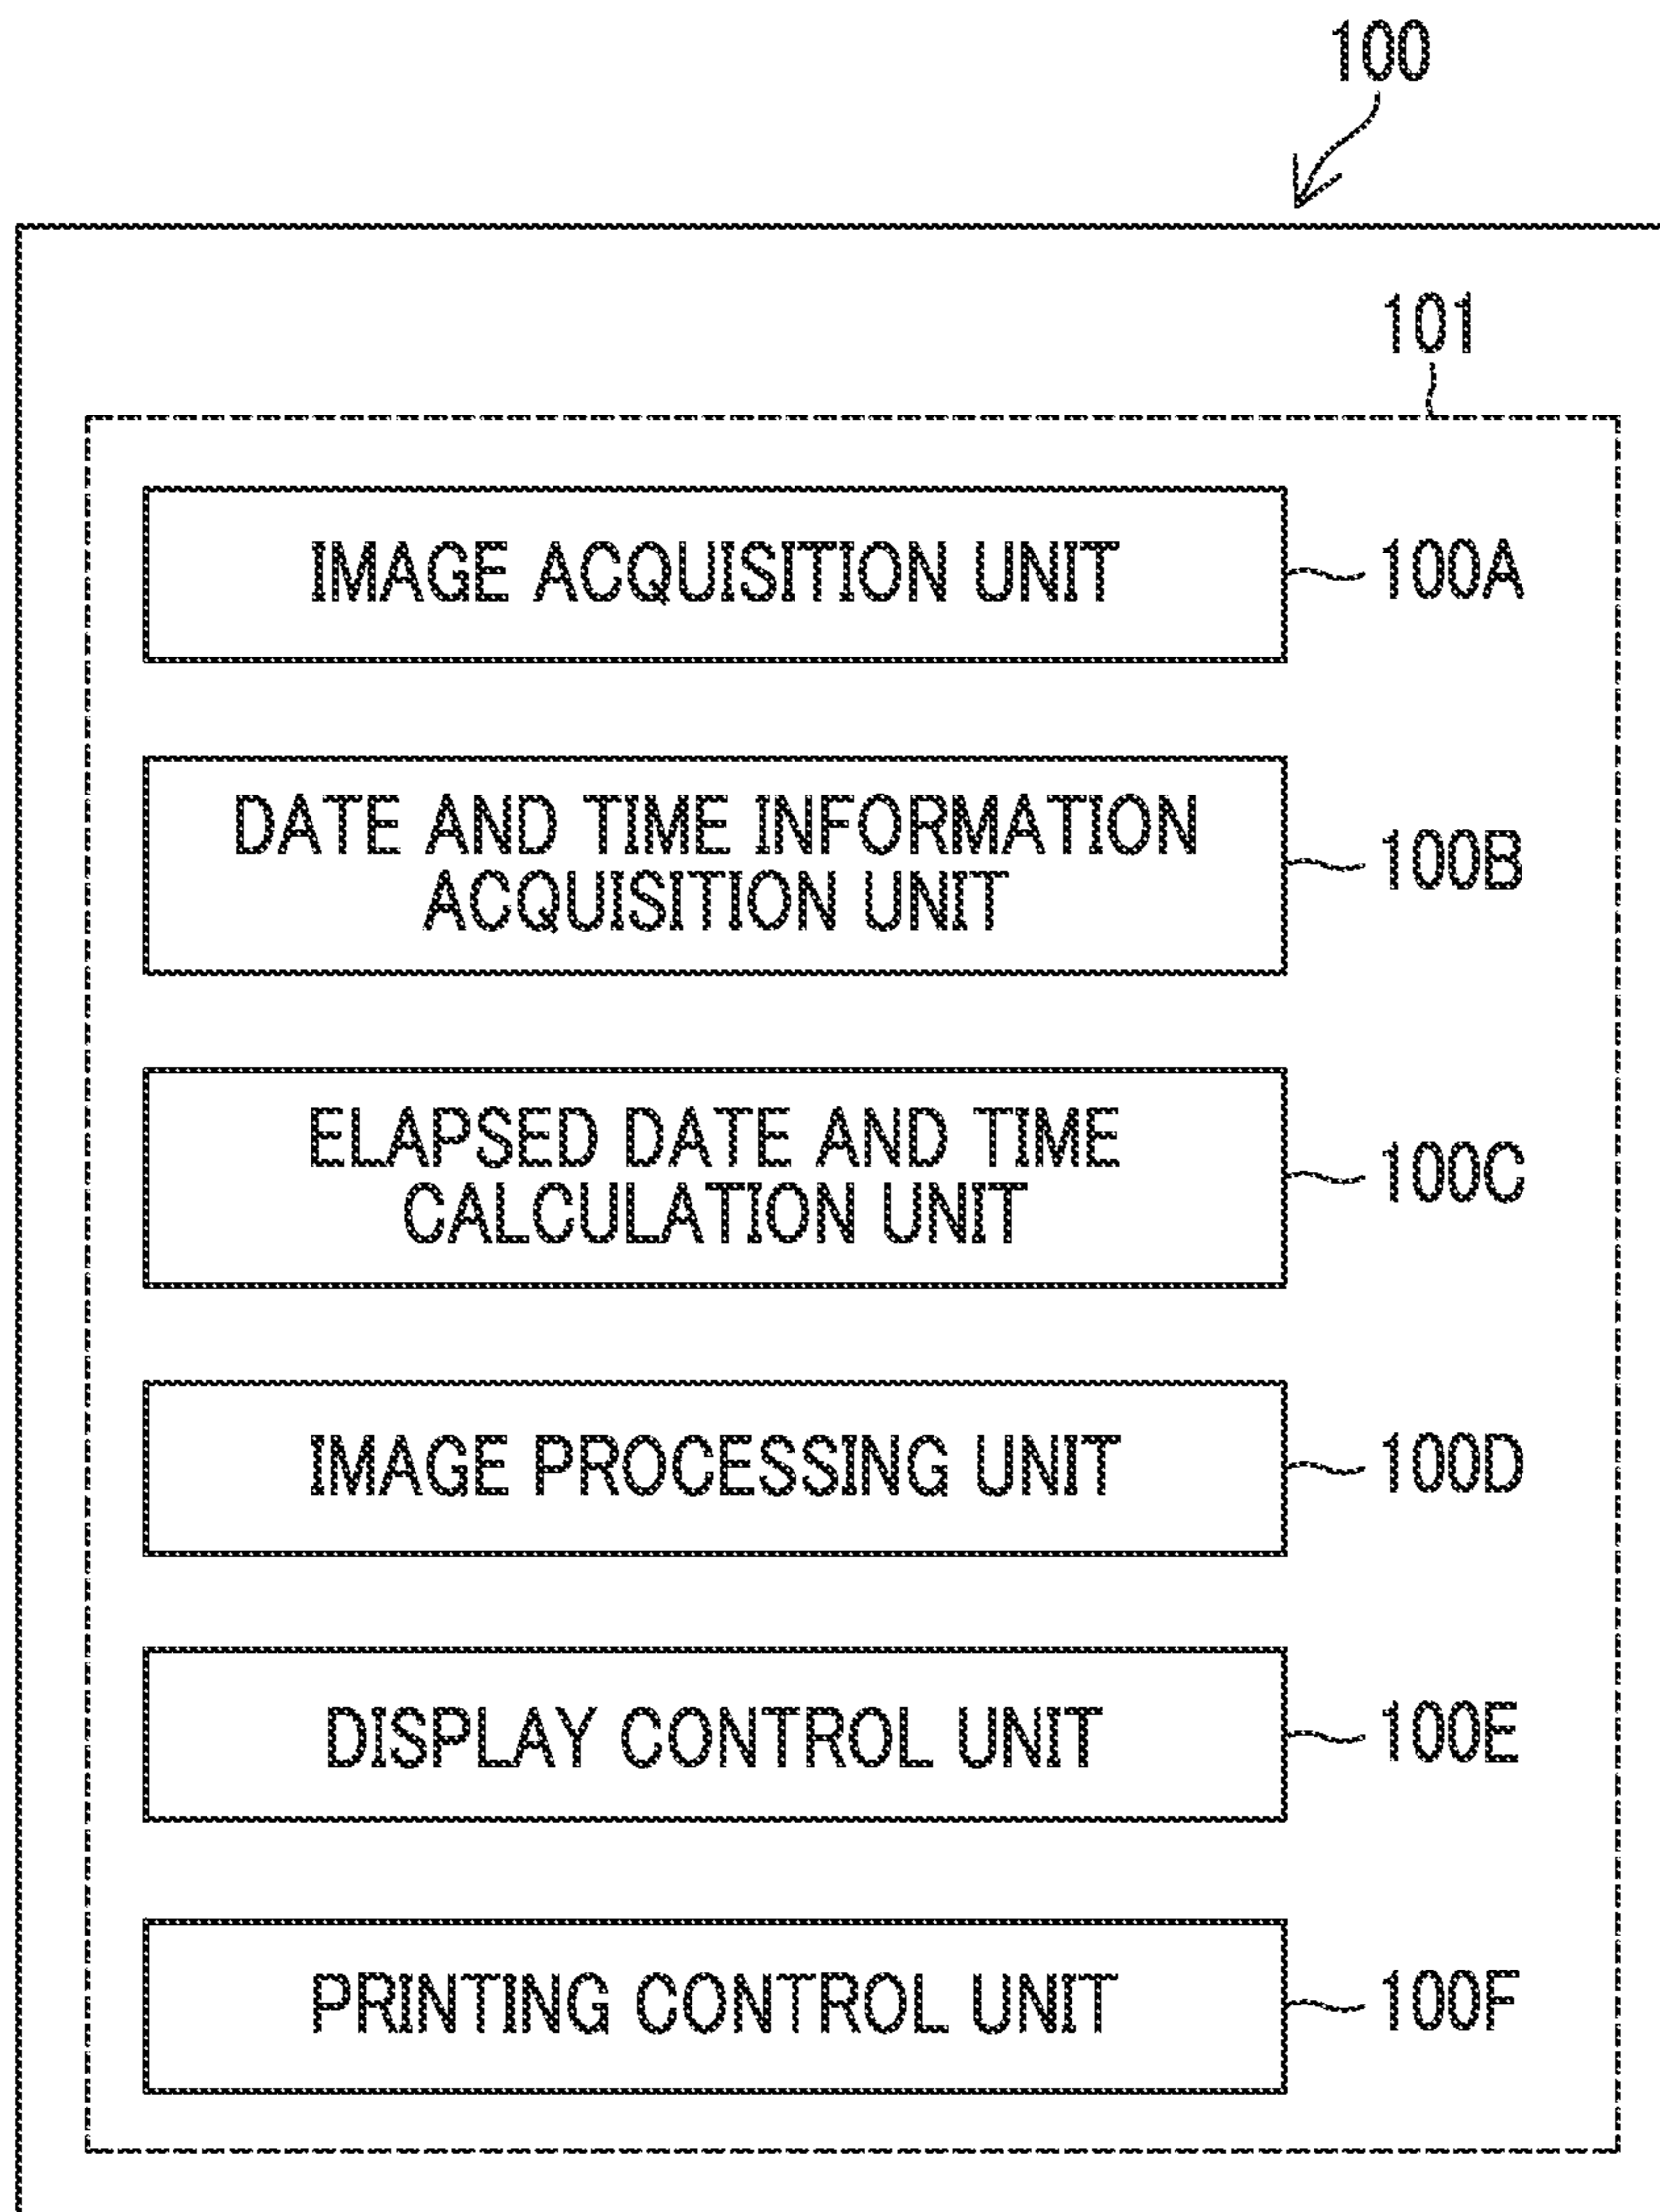 100
101
IMAGE ACQUISITION UNIT
100A
DATE AND TIME INFORMATION
ACQUISITION UNIT
100B
ELAPSED DATE AND TIME
CALCULATION UNIT
100C
IMAGE PROCESSING UNIT
100D
DISPLAY CONTROL UNIT
100E
PRINTING CONTROL UNIT
100F